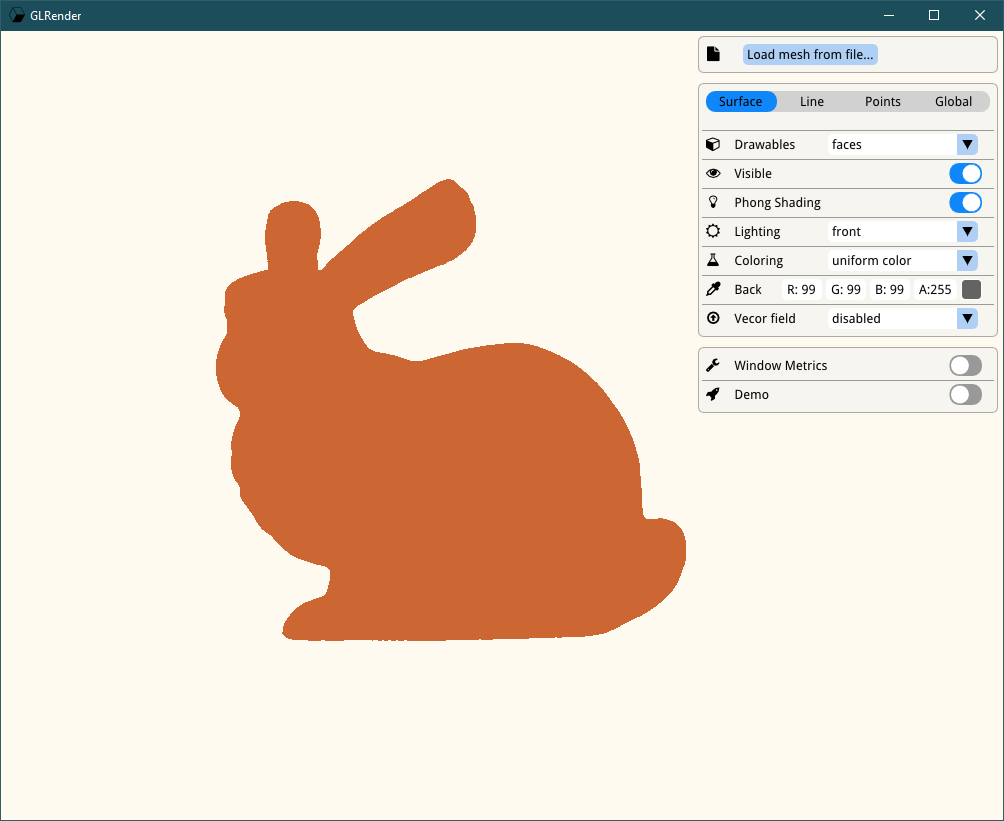 GLRender
Load mesh from file...
Surface Line Points Global
Drawables faces
Visible
Phong Shading
Lighting front
Coloring uniform color
Back R: 99 G: 99 B: 99 A:255
Vecor field disabled
Window Metrics
Demo